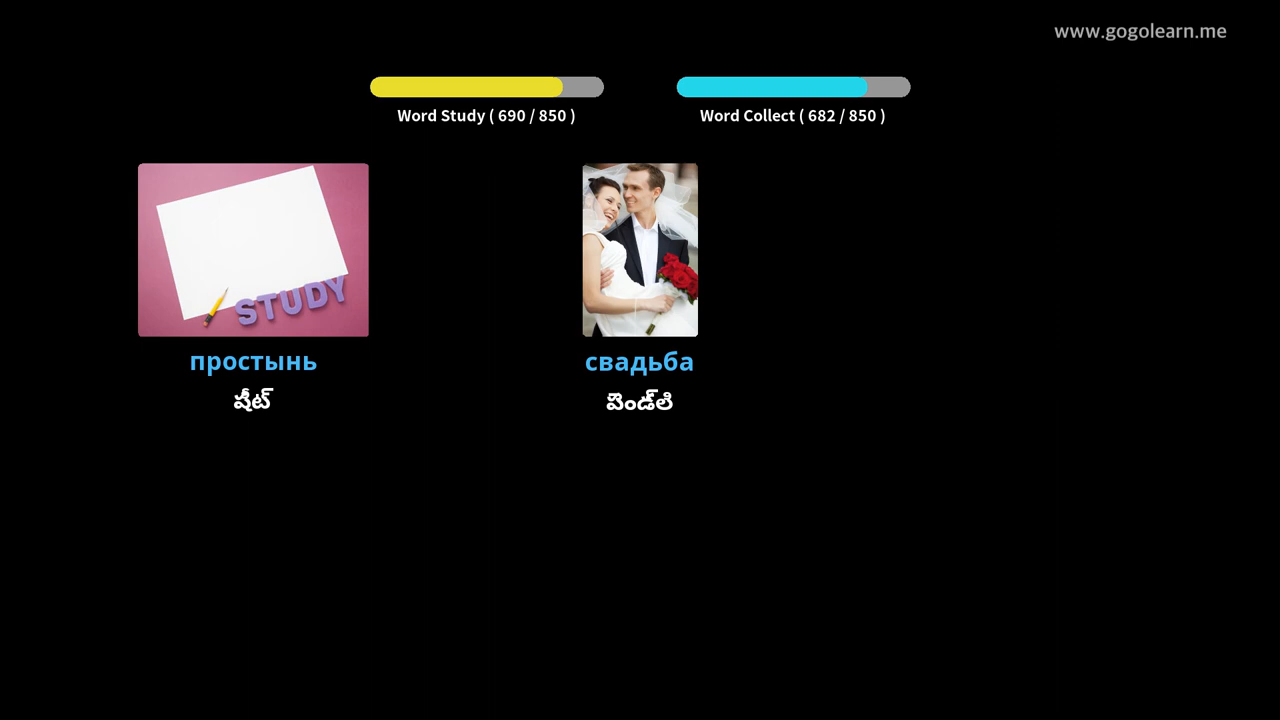 www.gogolearn.me
Word Study ( 690 / 850 )
Word Collect ( 682 / 850 )
STUDY
простынь
షీట్
свадьба
పెండ్లి